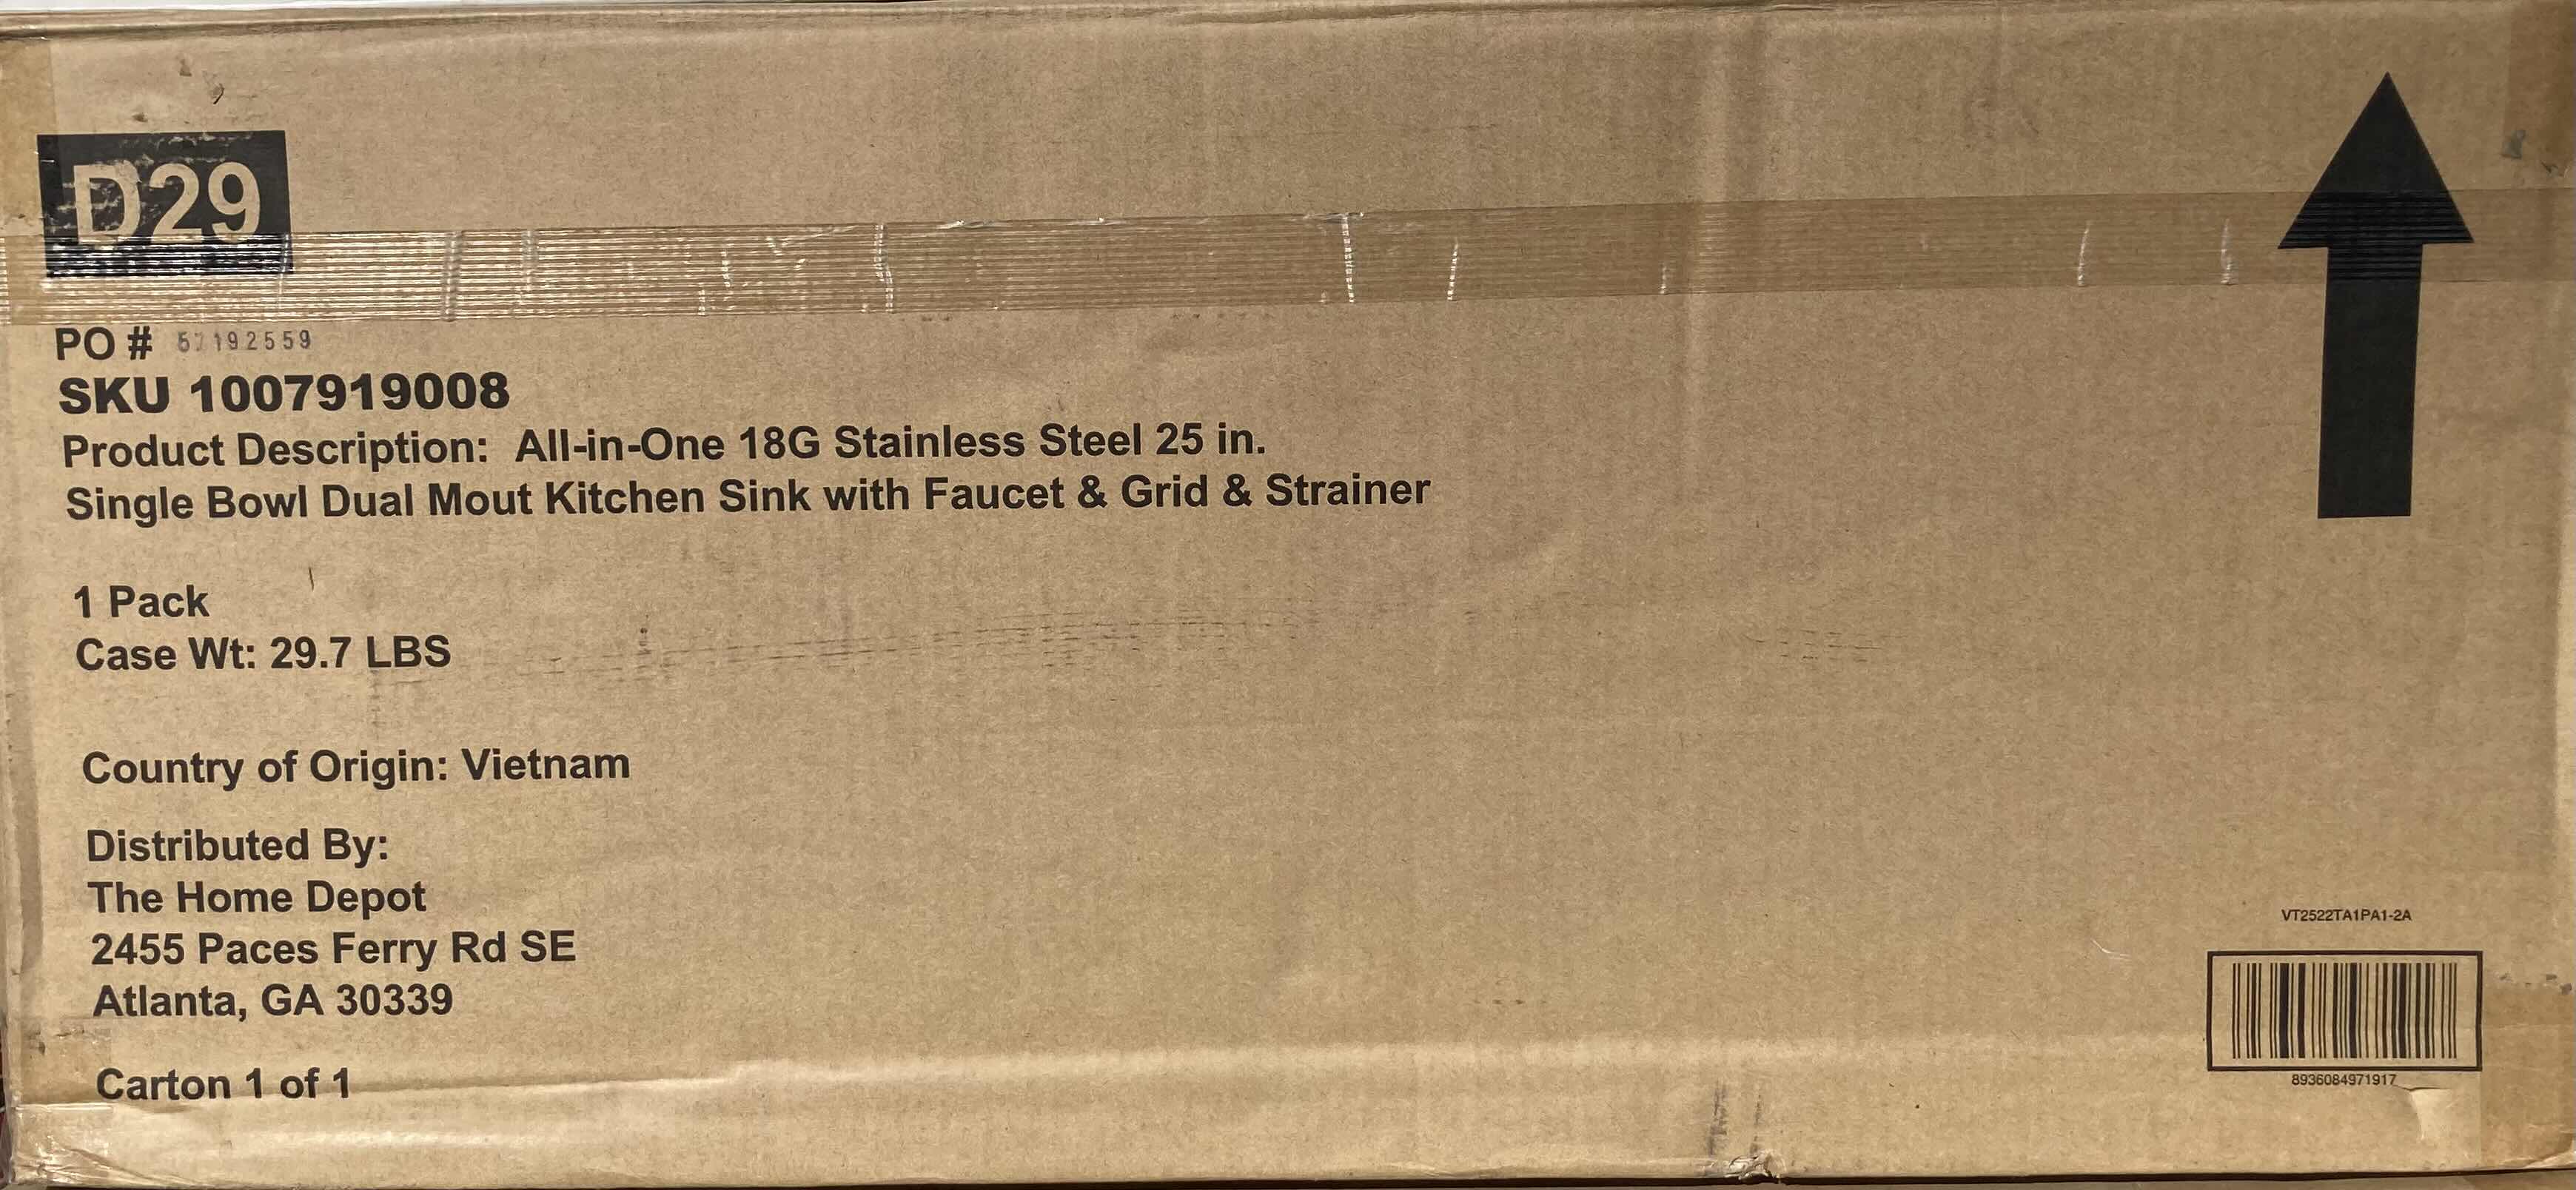 D29
PO #
SKU 1007919008
Product Description: All-in-One 18G Stainless Steel 25 in.
Single Bowl Dual Mout Kitchen Sink with Faucet & Grid & Strainer
1 Pack
Case Wt: 29.7 LBS
Country of Origin: Vietnam
Distributed By:
The Home Depot
2455 Paces Ferry Rd SE
Atlanta, GA 30339
Carton 1 of 1
VT2522TA1PA1-2A
8936084971917